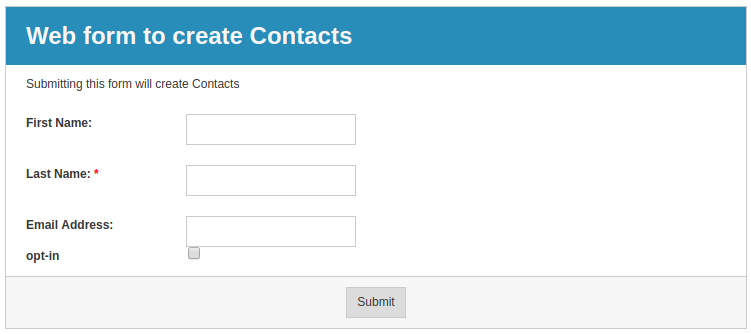 Web form to create Contacts
Submitting this form will create Contacts
First Name:
Last Name: *
Email Address:
opt-in
Submit